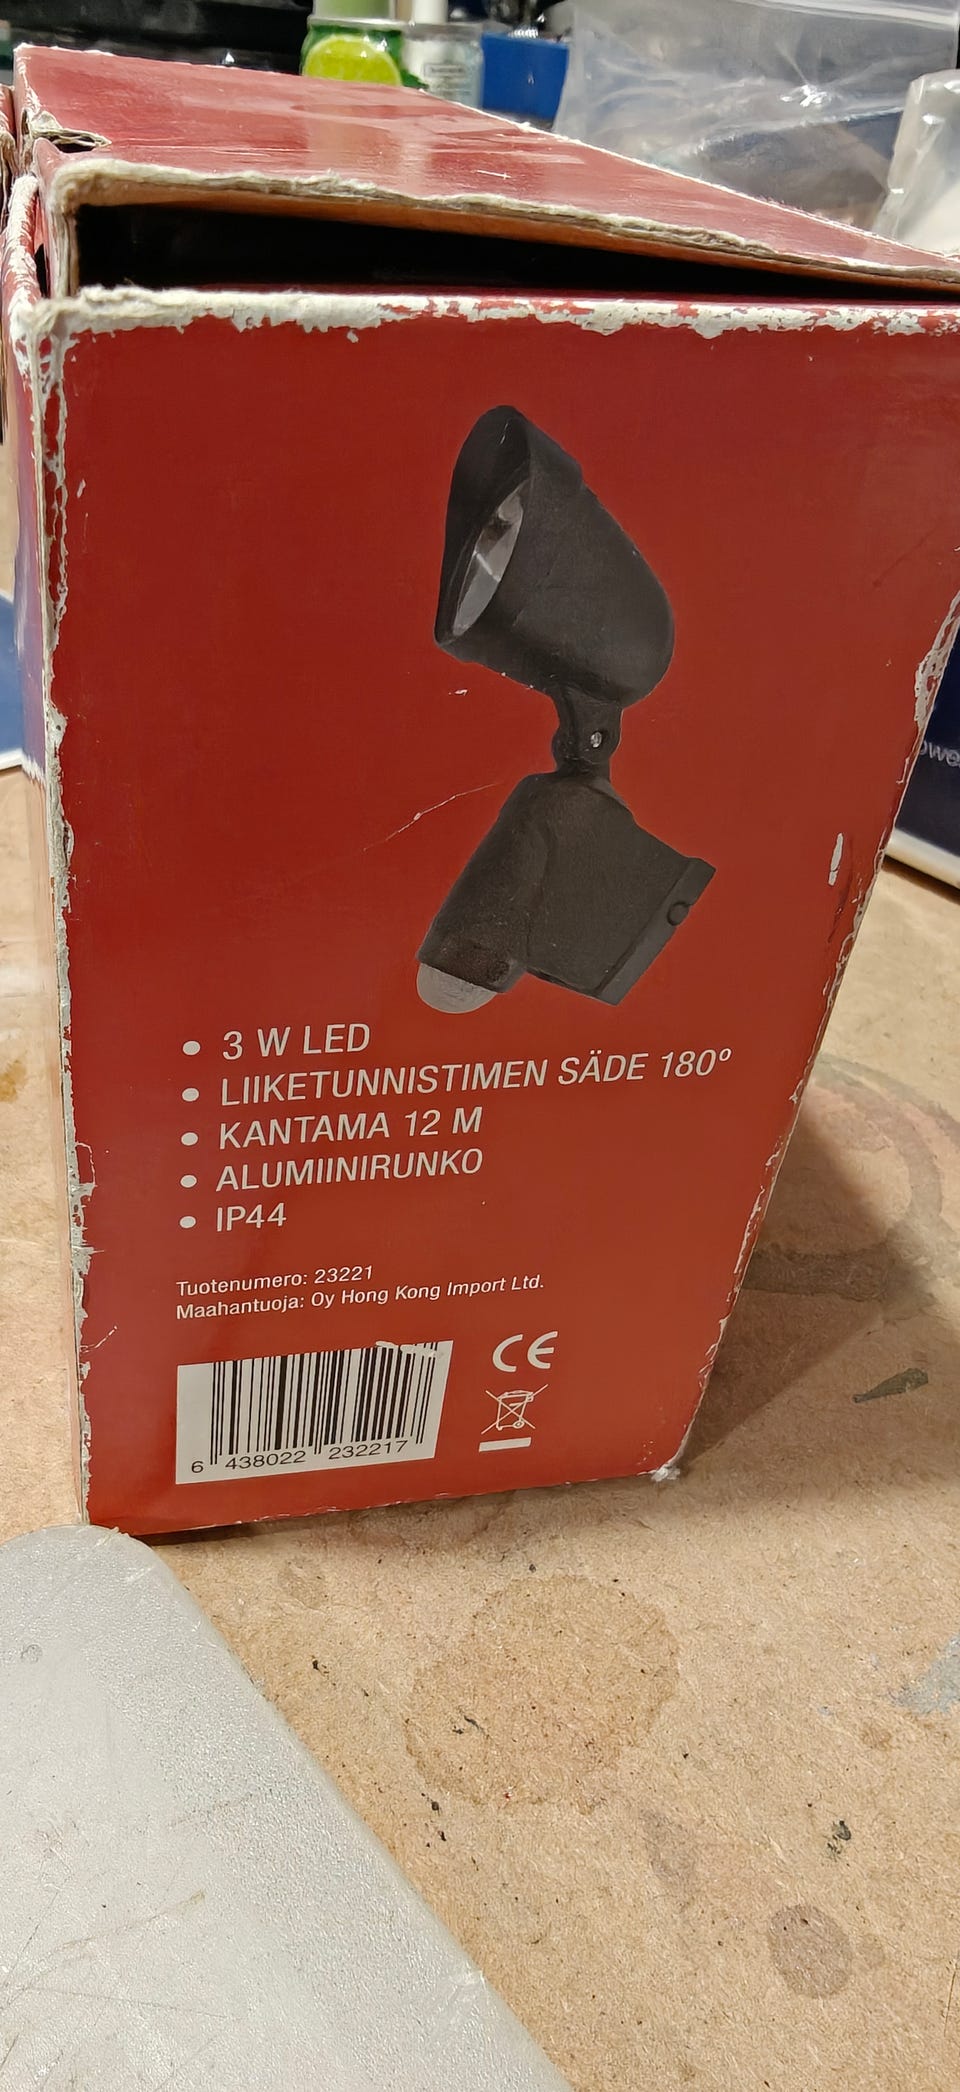 • 3 W LED
• LIIKETUNNISTIMEN SÄDE 180°
• KANTAMA 12 M
• ALUMIINIRUNKO
• IP44
Tuotenumero: 23221
Maahantuoja: Oy Hong Kong Import Ltd.
CE
6 438022 232217